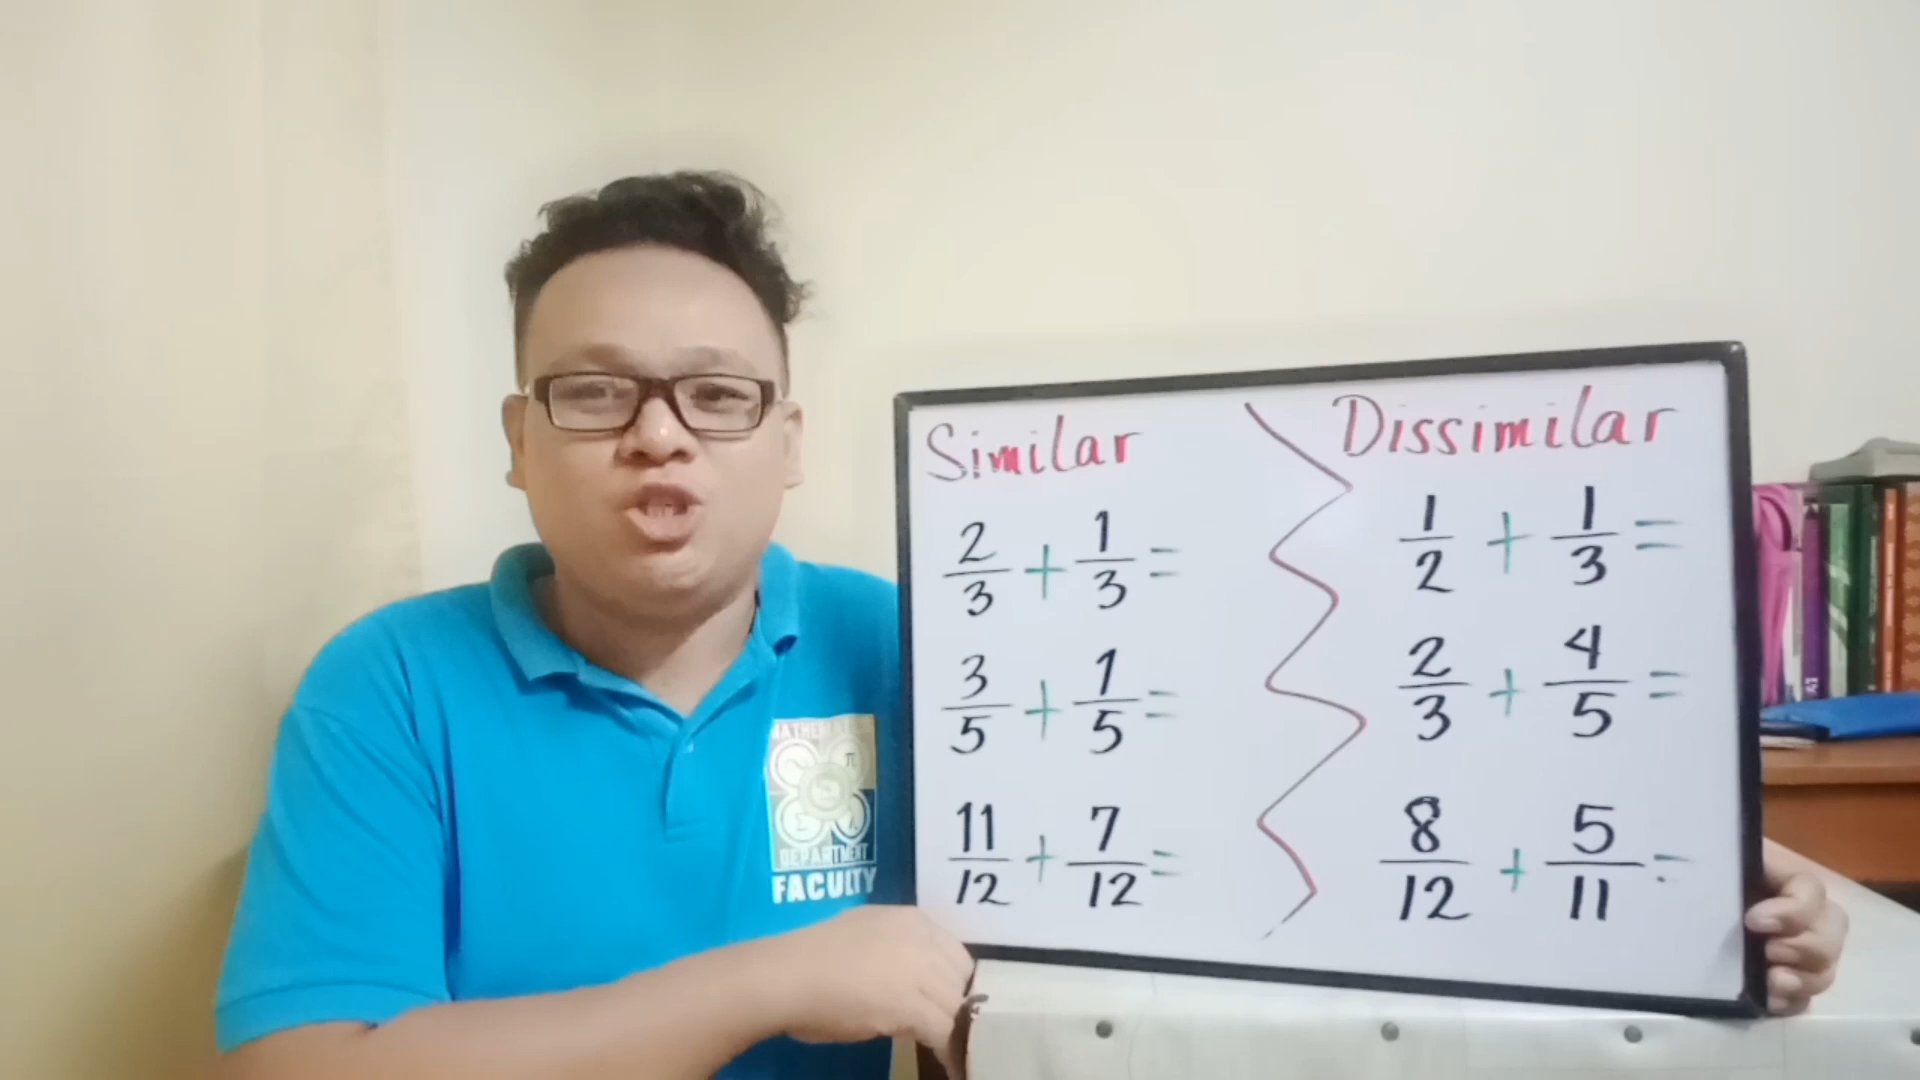 Similar
2/3 + 1/3 =
3/5 + 1/5 =
11/12 + 7/12 =
Dissimilar
1/2 + 1/3 =
2/3 + 4/5 =
8/12 + 5/11 =
π
DEPARTMENT
FACULTY